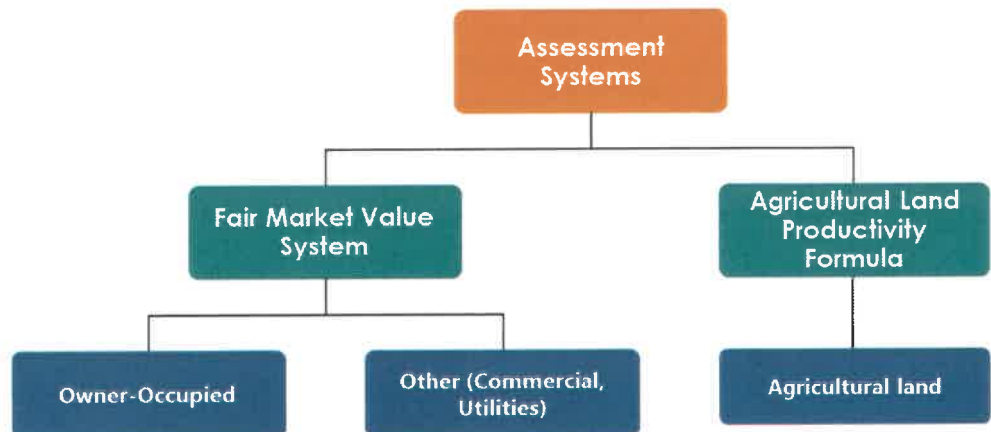 Assessment
Systems
Fair Market Value
System
Agricultural Land
Productivity
Formula
Owner-Occupied
Other (Commercial,
Utilities)
Agricultural land